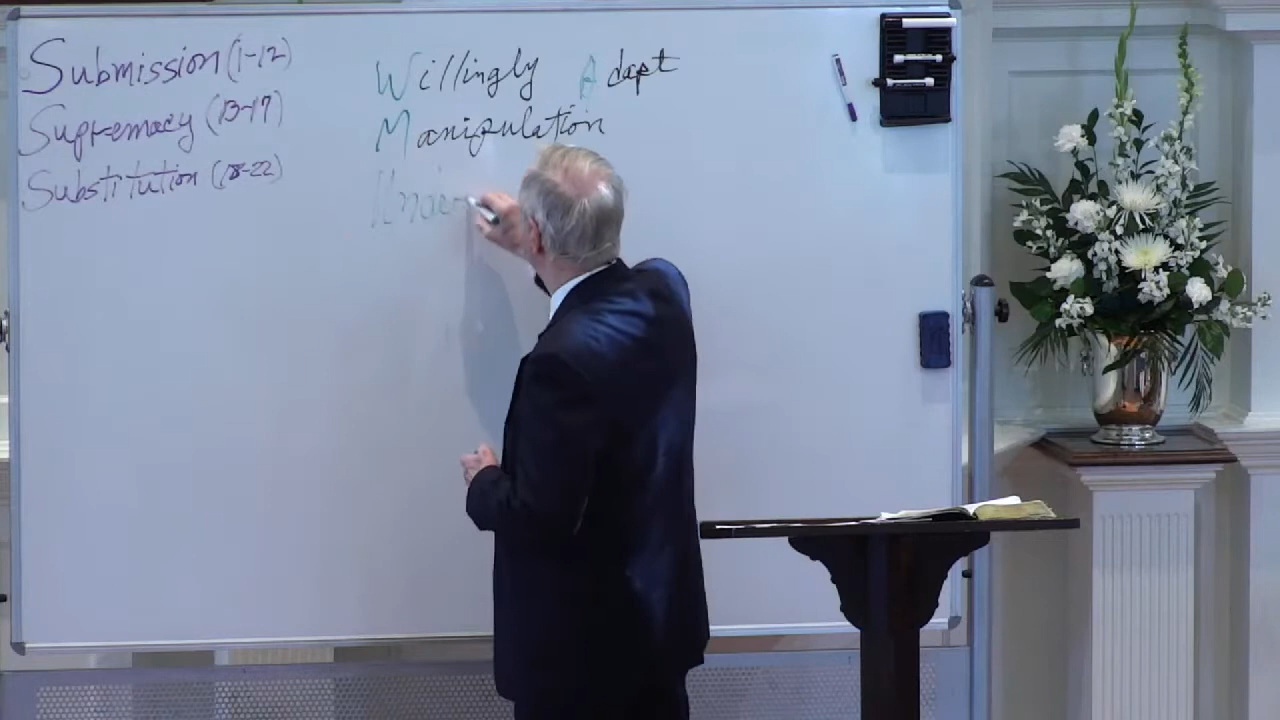 Submission (1-12)
Supremacy (13-17)
Substitution (18-22)
Willingly Adapt
Manipulation